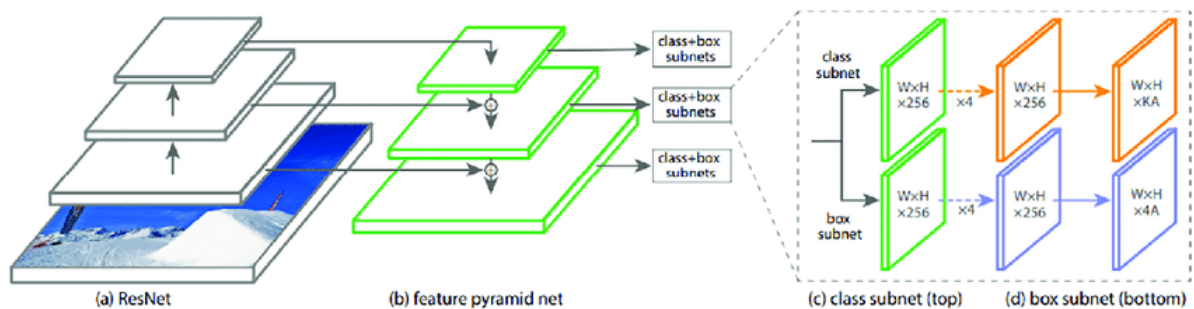 class+box
subnets
class+box
subnets
class+box
subnets
class
subnet
W×H
×256
×4
W×H
×256
W×H
×KA
box
subnet
W×H
×256
×4
W×H
×256
W×H
×4A
(a) ResNet
(b) feature pyramid net
(c) class subnet (top)
(d) box subnet (bottom)